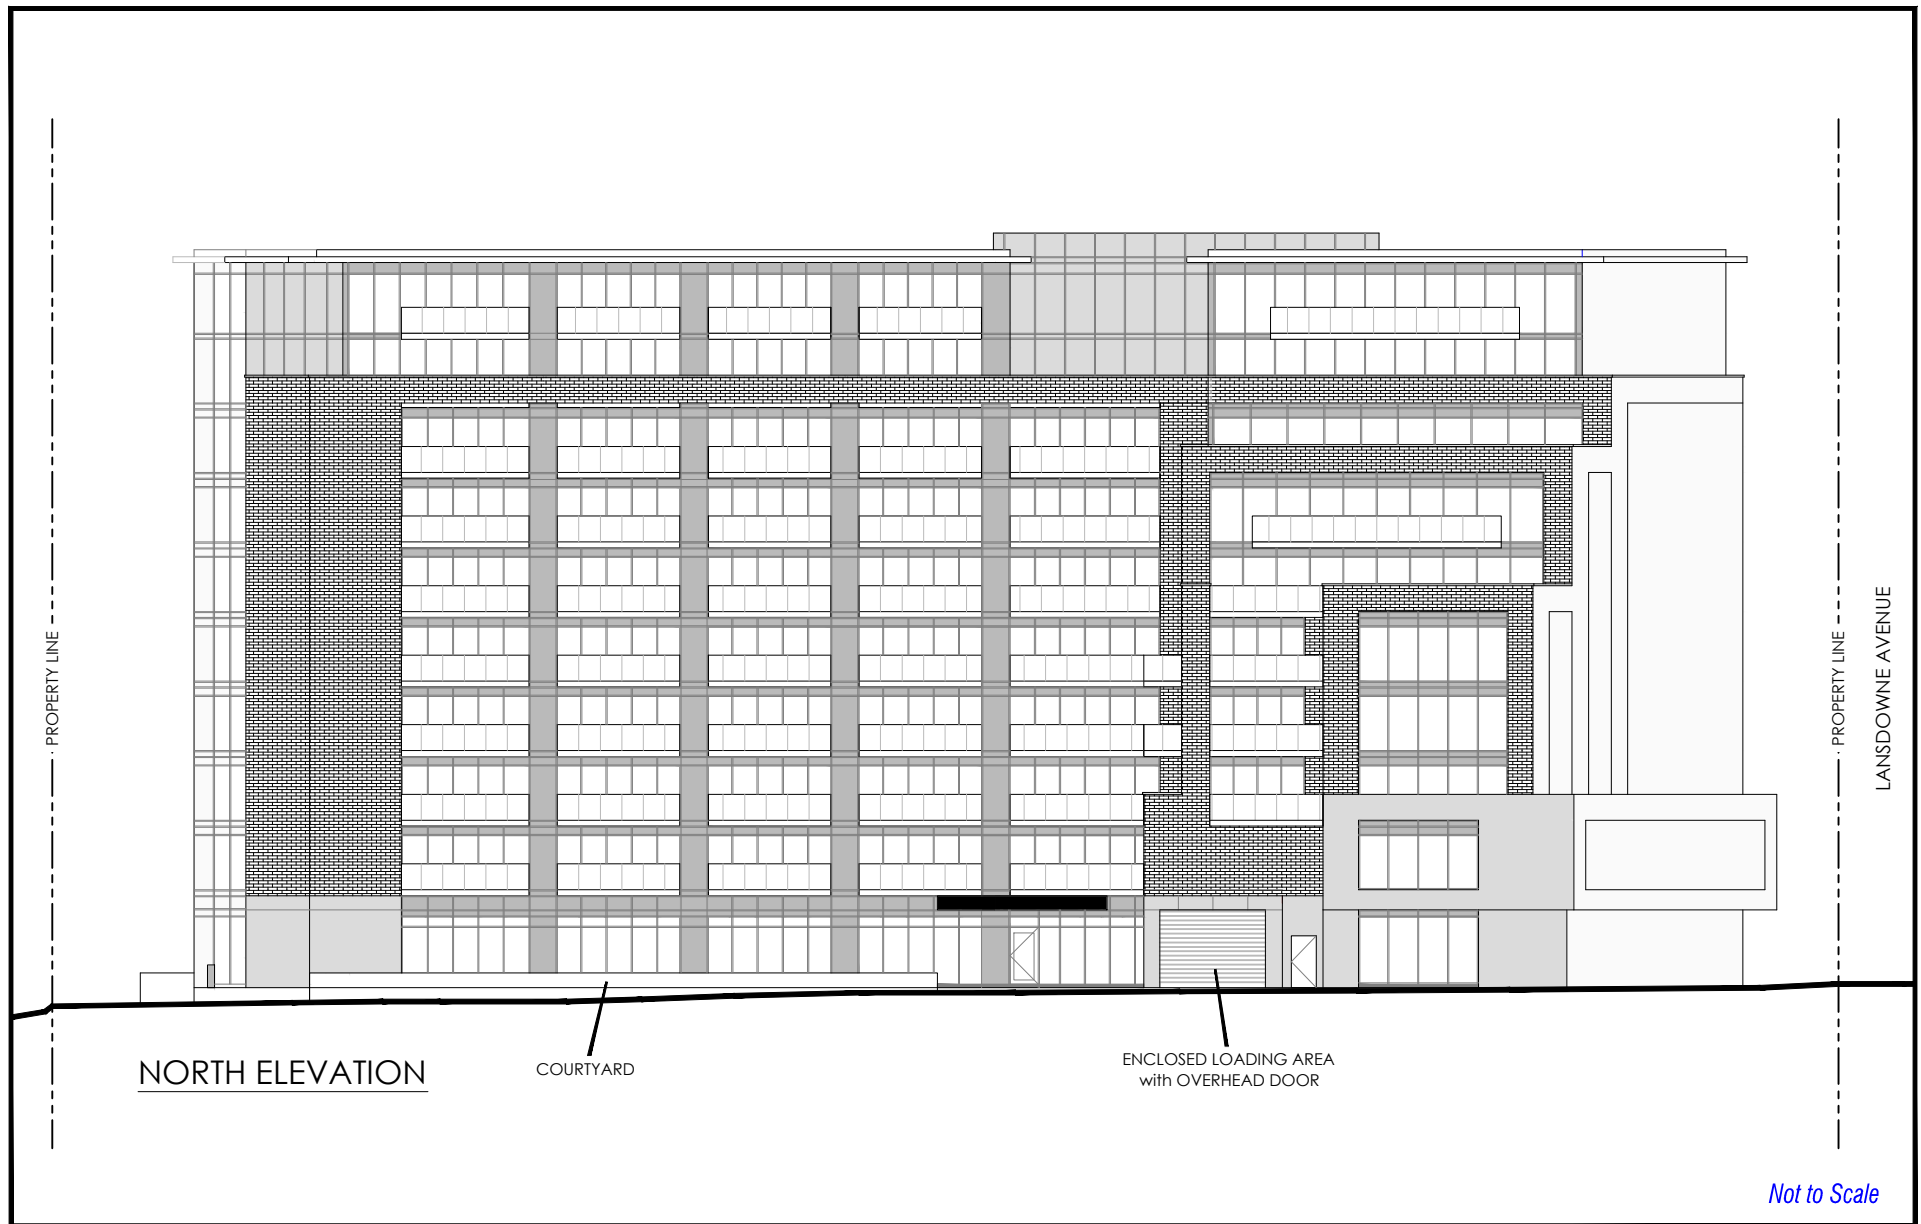 PROPERTY LINE
PROPERTY LINE
LANSDOWNE AVENUE
NORTH ELEVATION
COURTYARD
ENCLOSED LOADING AREA
with OVERHEAD DOOR
Not to Scale